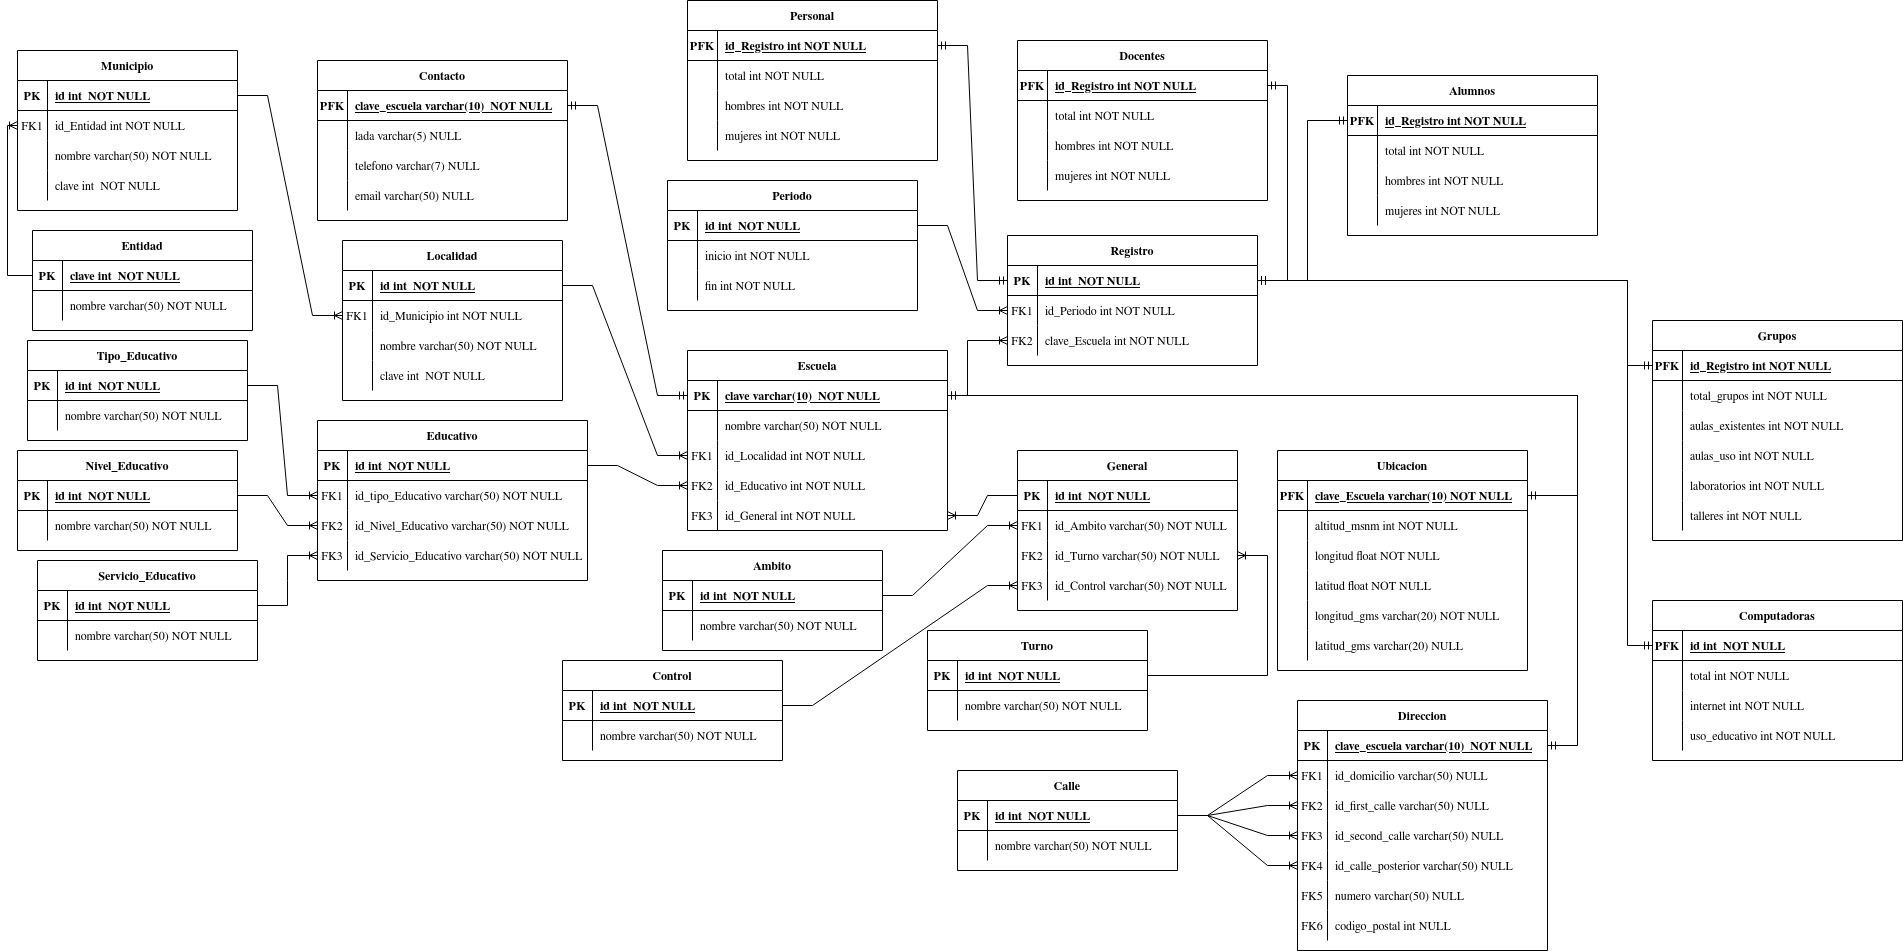 Personal
PFK id_Registro int NOT NULL
total int NOT NULL
hombres int NOT NULL
mujeres int NOT NULL
Municipio
PK id int  NOT NULL
FK1 id_Entidad int NOT NULL
nombre varchar(50) NOT NULL
clave int  NOT NULL
Contacto
PFK clave_escuela varchar(10)  NOT NULL
lada varchar(5) NULL
telefono varchar(7) NULL
email varchar(50) NULL
Docentes
PFK id_Registro int NOT NULL
total int NOT NULL
hombres int NOT NULL
mujeres int NOT NULL
Alumnos
PFK id_Registro int NOT NULL
total int NOT NULL
hombres int NOT NULL
mujeres int NOT NULL
Periodo
PK id int  NOT NULL
inicio int NOT NULL
fin int NOT NULL
Entidad
PK clave int  NOT NULL
nombre varchar(50) NOT NULL
Localidad
PK id int  NOT NULL
FK1 id_Municipio int NOT NULL
nombre varchar(50) NOT NULL
clave int  NOT NULL
Registro
PK id int  NOT NULL
FK1 id_Periodo int NOT NULL
FK2 clave_Escuela int NOT NULL
Grupos
PFK id_Registro int NOT NULL
total_grupos int NOT NULL
aulas_existentes int NOT NULL
aulas_uso int NOT NULL
laboratorios int NOT NULL
talleres int NOT NULL
Tipo_Educativo
PK id int  NOT NULL
nombre varchar(50) NOT NULL
Escuela
PK clave varchar(10)  NOT NULL
nombre varchar(50) NOT NULL
FK1 id_Localidad int NOT NULL
FK2 id_Educativo int NOT NULL
FK3 id_General int NOT NULL
Educativo
PK id int  NOT NULL
FK1 id_tipo_Educativo varchar(50) NOT NULL
FK2 id_Nivel_Educativo varchar(50) NOT NULL
FK3 id_Servicio_Educativo varchar(50) NOT NULL
Nivel_Educativo
PK id int  NOT NULL
nombre varchar(50) NOT NULL
General
PK id int  NOT NULL
FK1 id_Ambito varchar(50) NOT NULL
FK2 id_Turno varchar(50) NOT NULL
FK3 id_Control varchar(50) NOT NULL
Ubicacion
PFK clave_Escuela varchar(10) NOT NULL
altitud_msnm int NOT NULL
longitud float NOT NULL
latitud float NOT NULL
longitud_gms varchar(20) NOT NULL
latitud_gms varchar(20) NULL
Servicio_Educativo
PK id int  NOT NULL
nombre varchar(50) NOT NULL
Ambito
PK id int  NOT NULL
nombre varchar(50) NOT NULL
Computadoras
PFK id int  NOT NULL
total int NOT NULL
internet int NOT NULL
uso_educativo int NOT NULL
Turno
PK id int  NOT NULL
nombre varchar(50) NOT NULL
Control
PK id int  NOT NULL
nombre varchar(50) NOT NULL
Direccion
PK clave_escuela varchar(10)  NOT NULL
FK1 id_domicilio varchar(50) NULL
FK2 id_first_calle varchar(50) NULL
FK3 id_second_calle varchar(50) NULL
FK4 id_calle_posterior varchar(50) NULL
FK5 numero varchar(50) NULL
FK6 codigo_postal int NULL
Calle
PK id int  NOT NULL
nombre varchar(50) NOT NULL